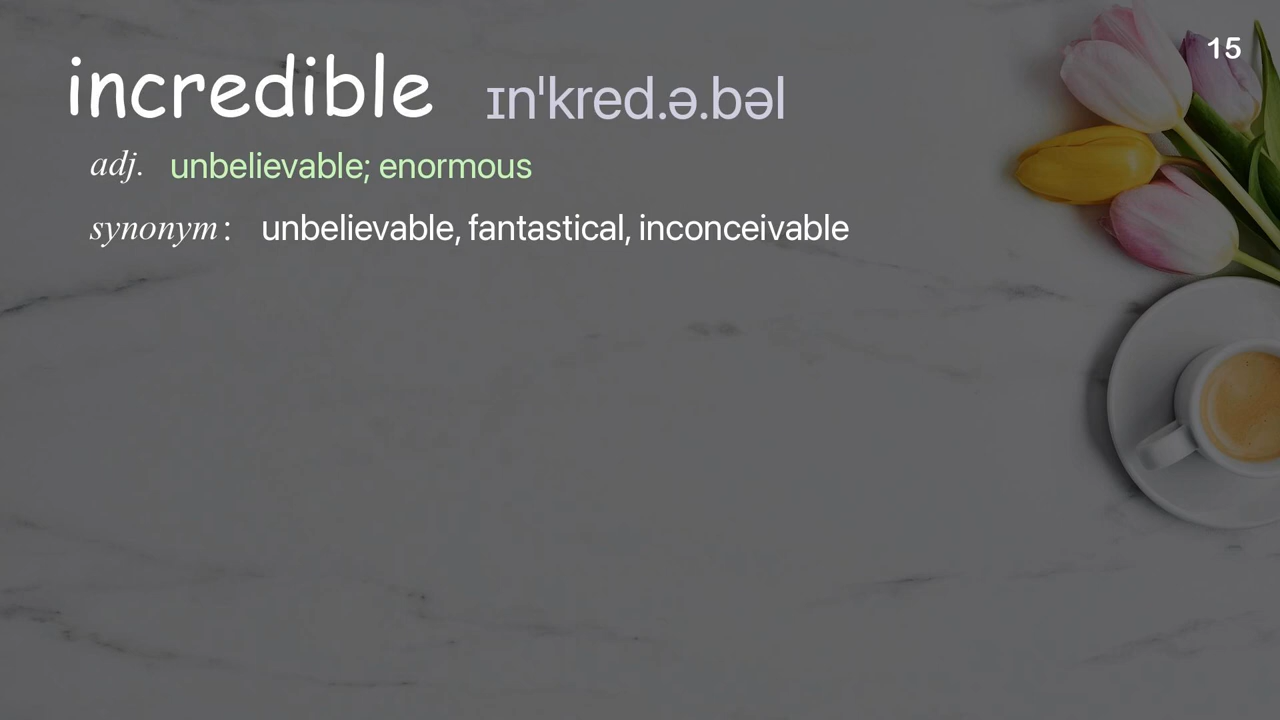 15
incredible ɪnˈkred.ə.bəl
adj. unbelievable; enormous
synonym: unbelievable, fantastical, inconceivable